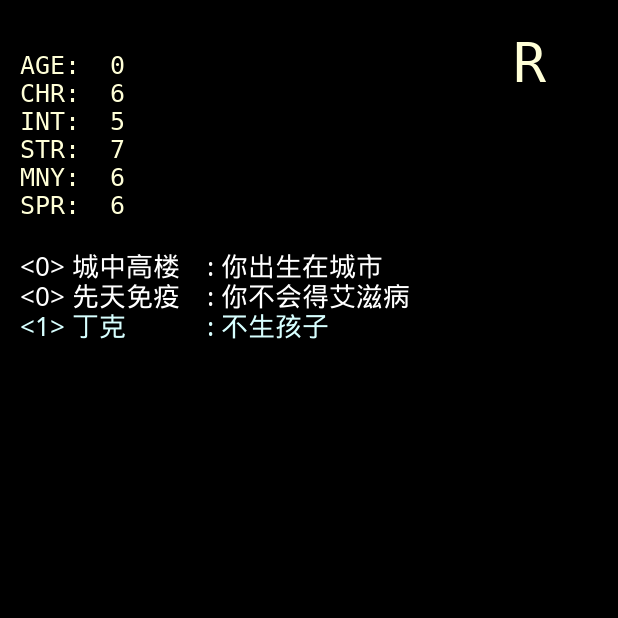 R
AGE: 0
CHR: 6
INT: 5
STR: 7
MNY: 6
SPR: 6
<0> 城中高楼 : 你出生在城市
<0> 先天免疫 : 你不会得艾滋病
<1> 丁克 : 不生孩子